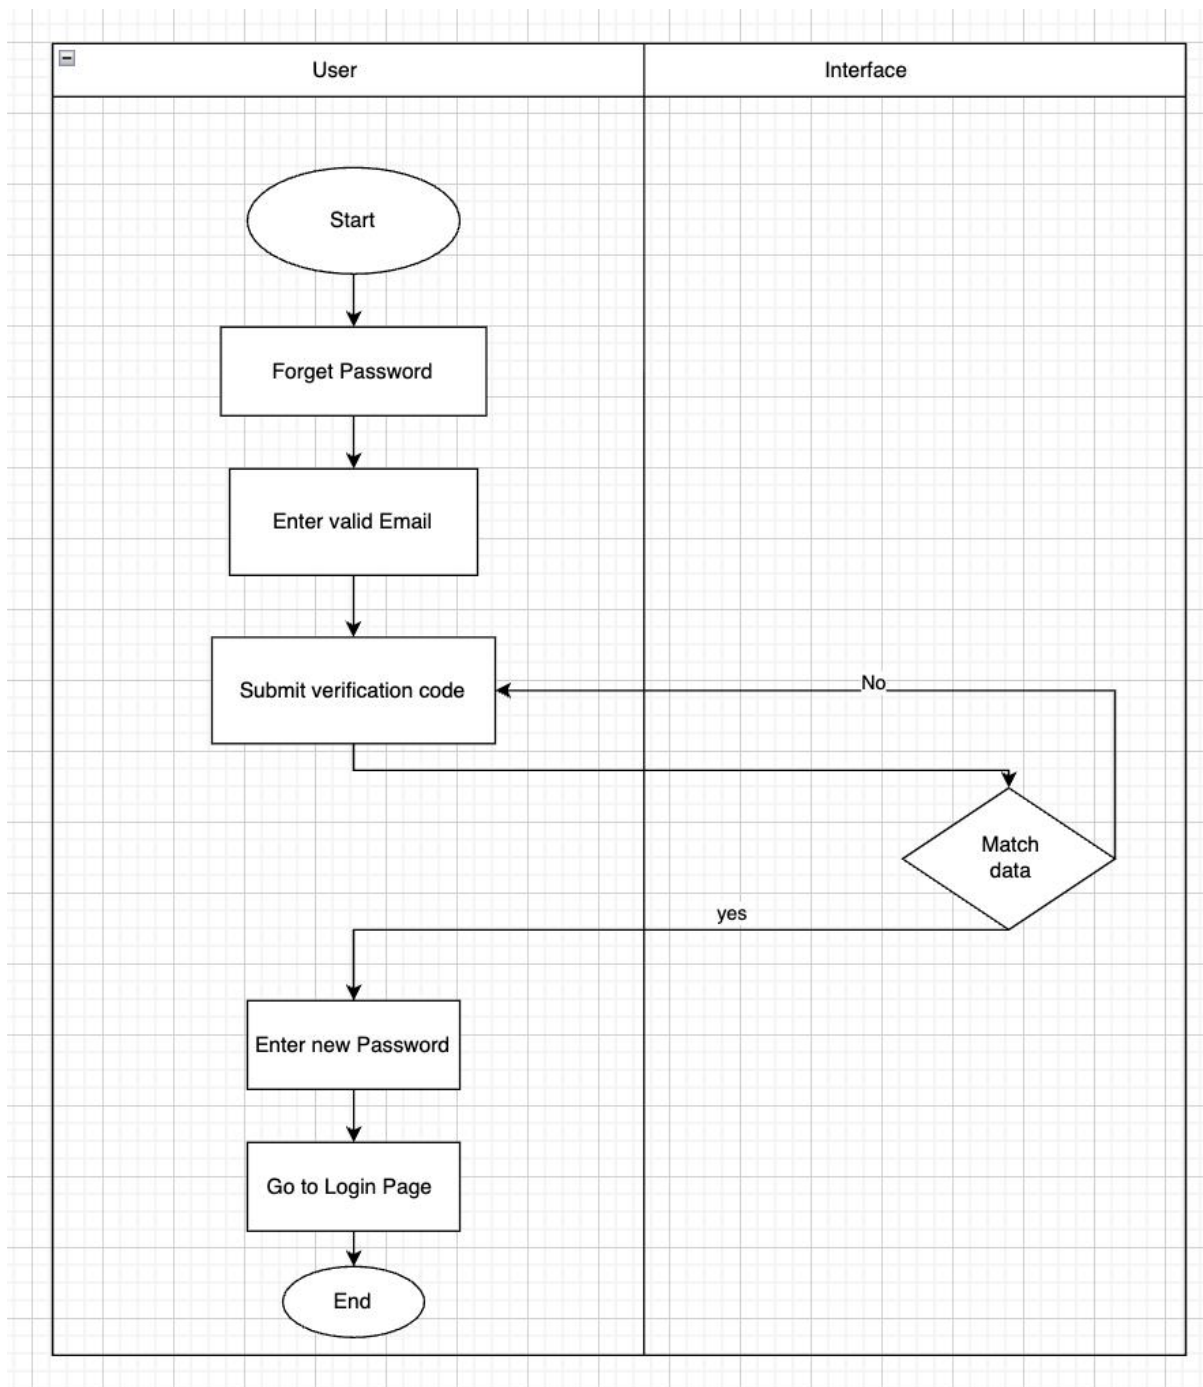 User
Interface
Start
Forget Password
Enter valid Email
Submit verification code
No
Match
data
yes
Enter new Password
Go to Login Page
End